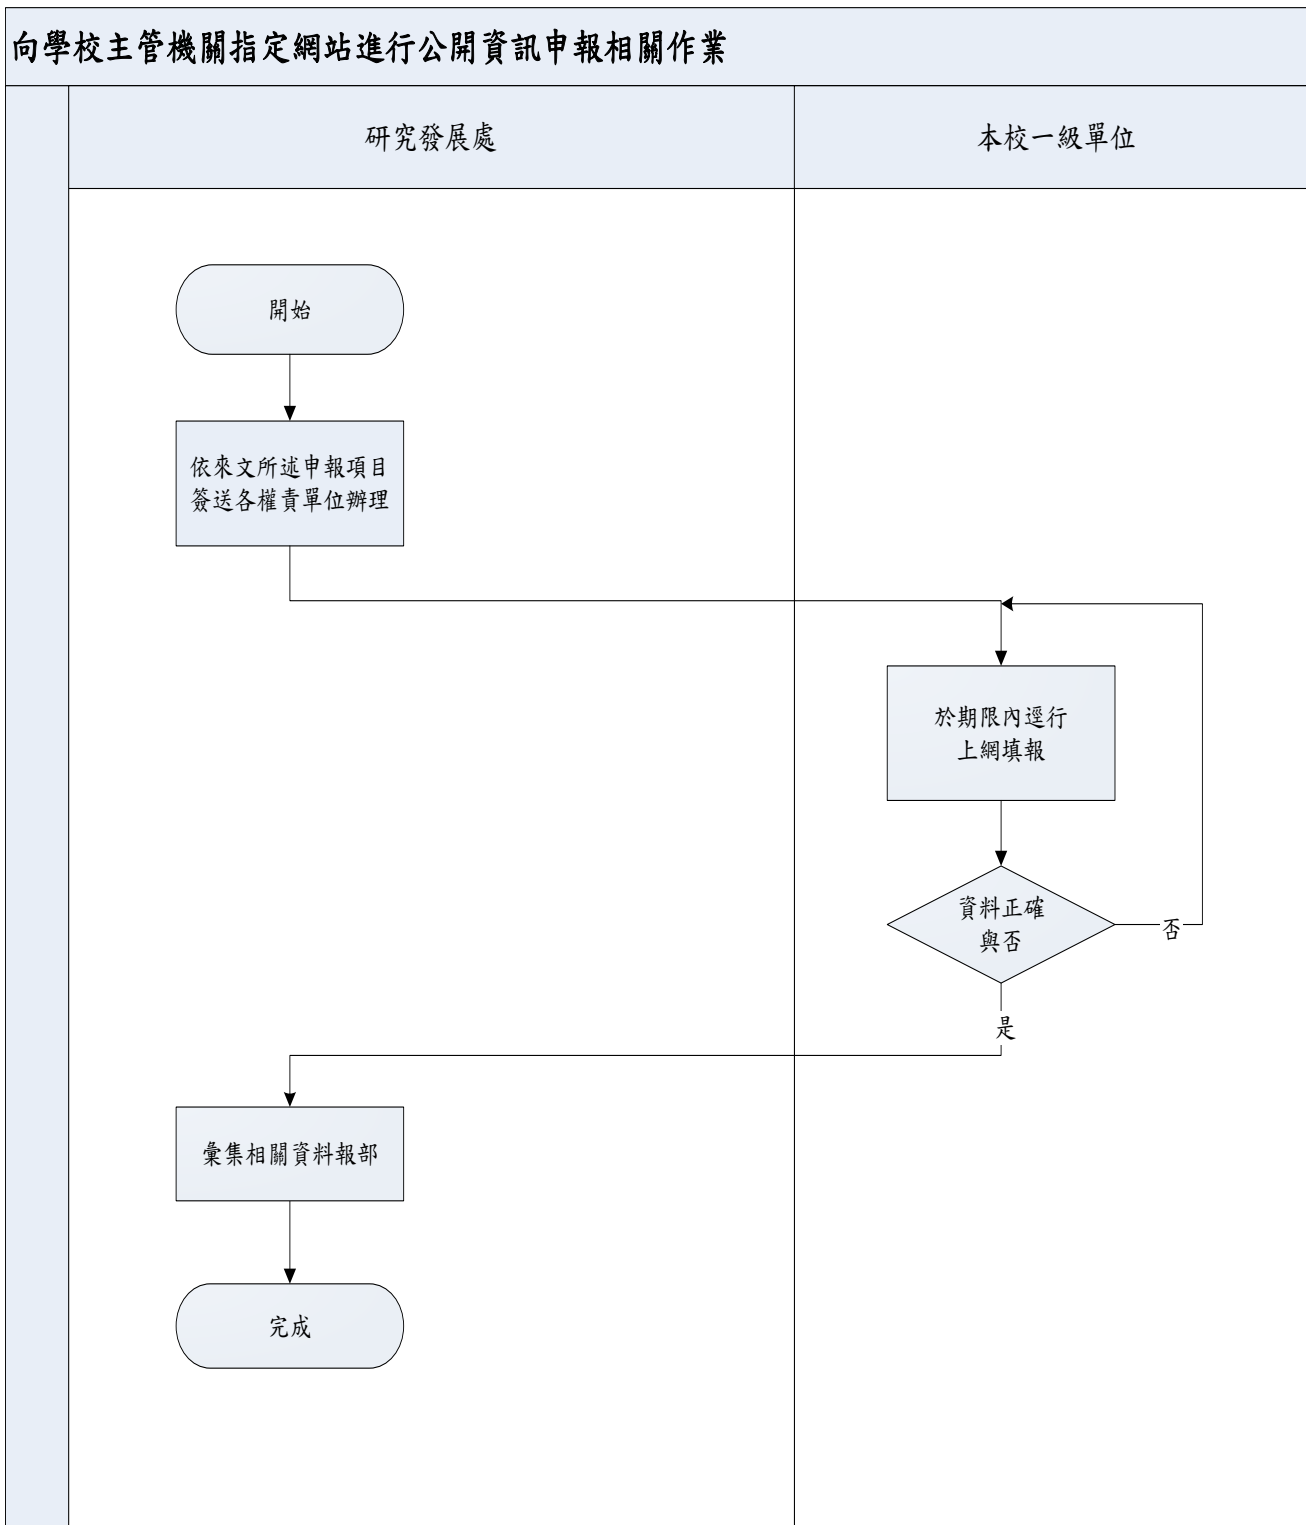 向學校主管機關指定網站進行公開資訊申報相關作業
研究發展處
本校一級單位
開始
依來文所述申報項目
簽送各權責單位辦理
於期限內逕行
上網填報
資料正確
與否
否
是
彙集相關資料報部
完成